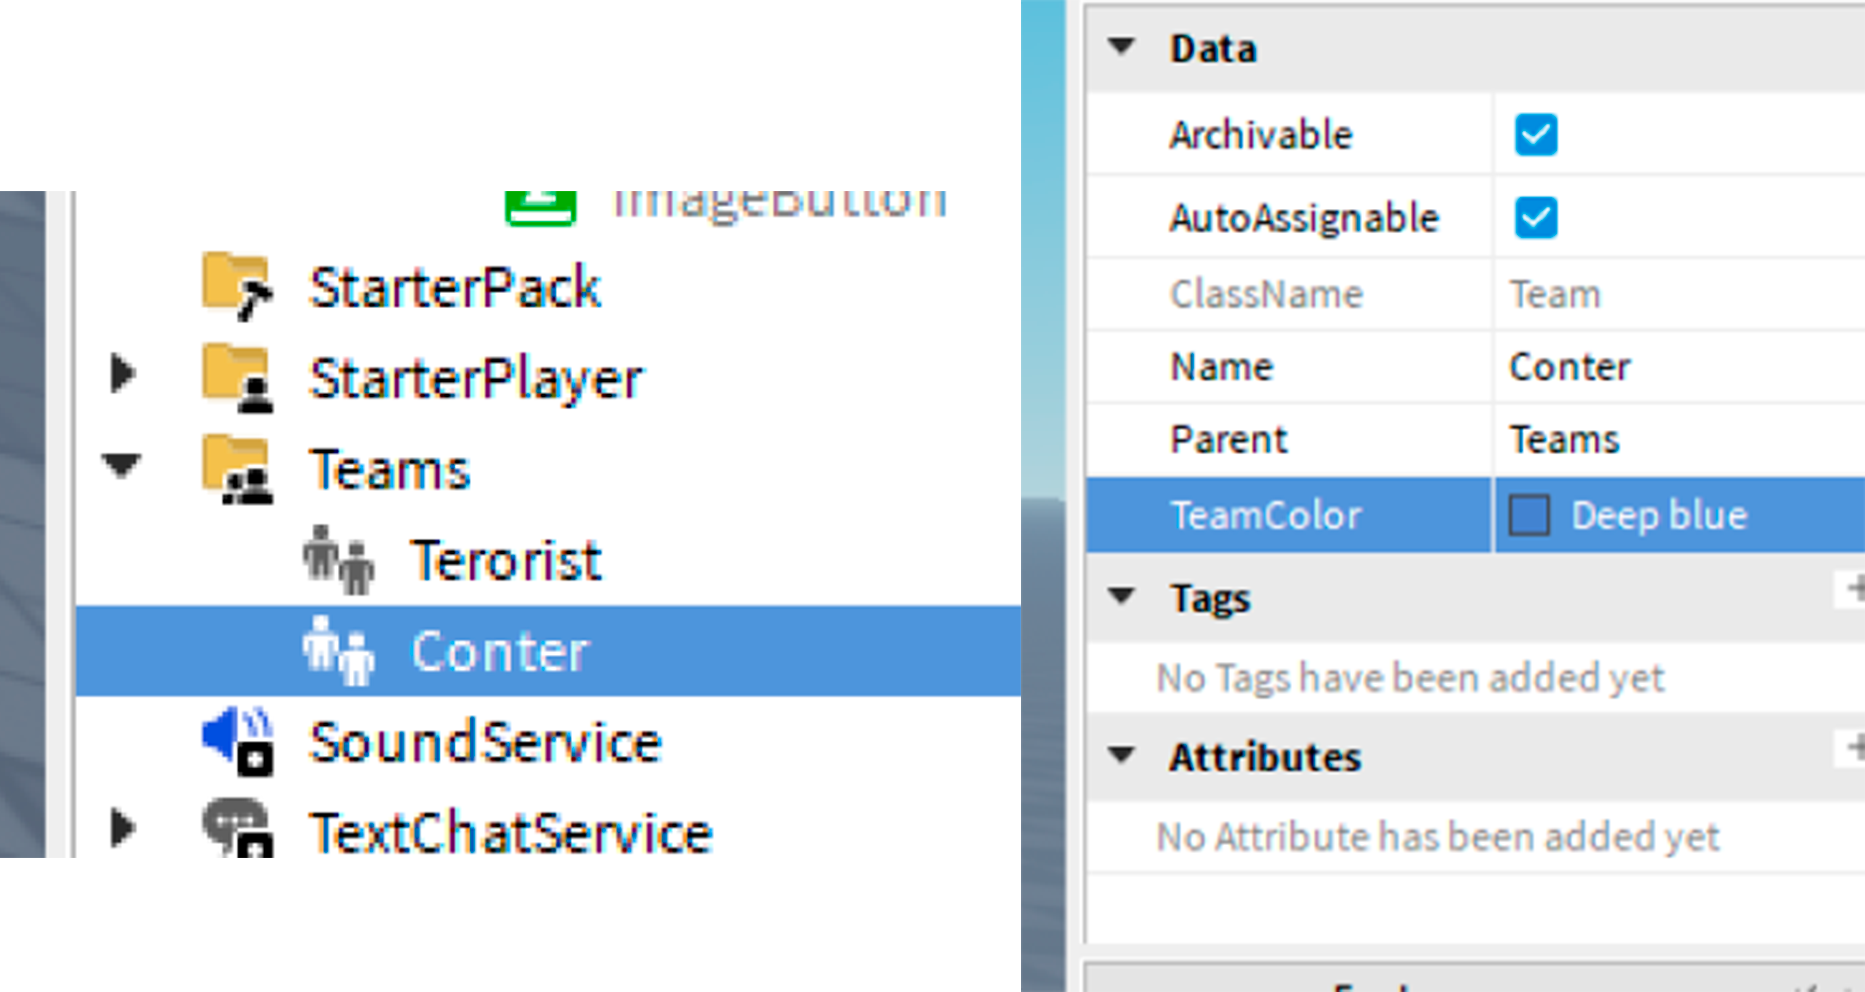 ImageButton
StarterPack
StarterPlayer
Teams
Terorist
Conter
SoundService
TextChatService
Data
Archivable
AutoAssignable
ClassName Team
Name Conter
Parent Teams
TeamColor Deep blue
Tags
No Tags have been added yet
Attributes
No Attribute has been added yet